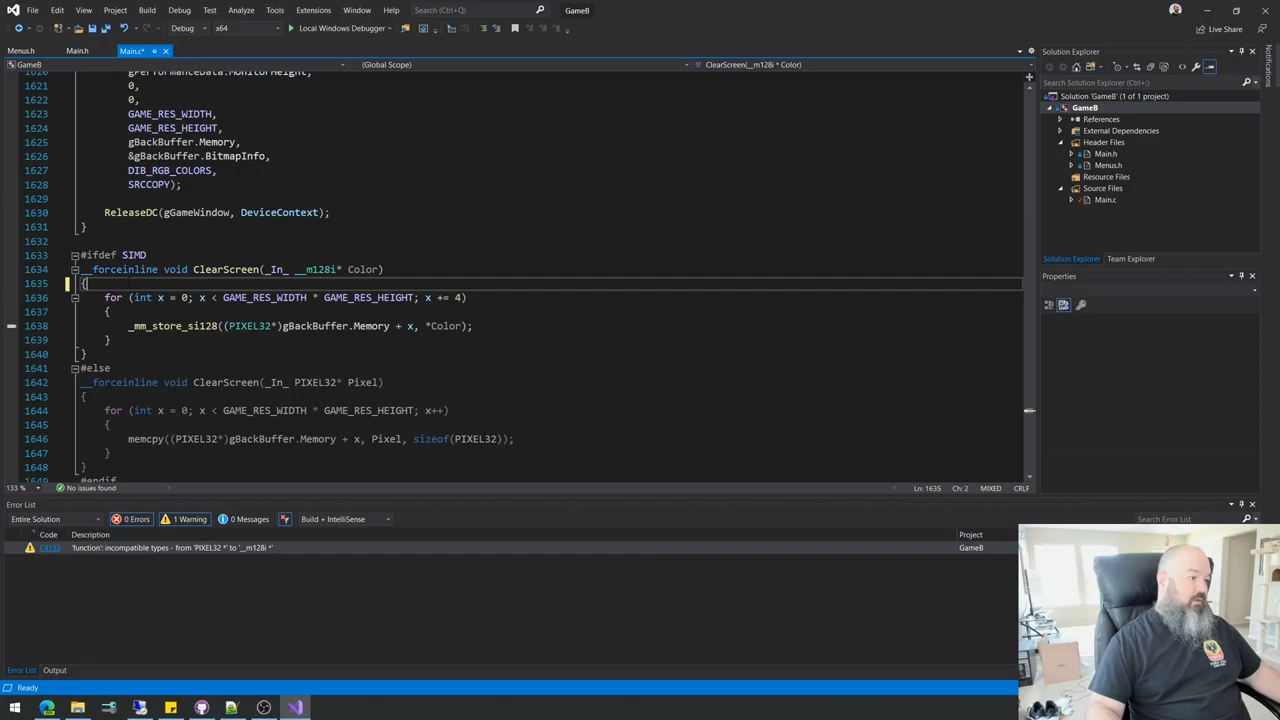 File Edit View Git Project Build Debug Test Analyze Tools Extensions Window Help Search (Ctrl+Q) GameB
Debug x64 Local Windows Debugger Live Share
Menus.h Main.h Main.c*
GameB (Global Scope) ClearScreen(__m128i * Color)
1620 gPerformanceData.MonitorHeight,
1621 0,
1622 0,
1623 GAME_RES_WIDTH,
1624 GAME_RES_HEIGHT,
1625 gBackBuffer.Memory,
1626 &gBackBuffer.BitmapInfo,
1627 DIB_RGB_COLORS,
1628 SRCCOPY);
1629
1630 ReleaseDC(gGameWindow, DeviceContext);
1631 }
1632
1633 #ifdef SIMD
1634 __forceinline void ClearScreen(_In_ __m128i* Color)
1635 {
1636 for (int x = 0; x < GAME_RES_WIDTH * GAME_RES_HEIGHT; x += 4)
1637 {
1638 _mm_store_si128((PIXEL32*)gBackBuffer.Memory + x, *Color);
1639 }
1640 }
1641 #else
1642 __forceinline void ClearScreen(_In_ PIXEL32* Pixel)
1643 {
1644 for (int x = 0; x < GAME_RES_WIDTH * GAME_RES_HEIGHT; x++)
1645 {
1646 memcpy((PIXEL32*)gBackBuffer.Memory + x, Pixel, sizeof(PIXEL32));
1647 }
1648 }
1649 #endif
133 % No issues found Ln: 1635 Ch: 2 MIXED CRLF
Error List
Entire Solution 0 Errors 1 Warning 0 Messages Build + IntelliSense Search Error List
Code Description Project
C4133 'function': incompatible types - from 'PIXEL32 *' to '__m128i *' GameB
Error List Output
Ready
Solution Explorer
Search Solution Explorer (Ctrl+;)
Solution 'GameB' (1 of 1 project)
GameB
References
External Dependencies
Header Files
Main.h
Menus.h
Resource Files
Source Files
Main.c
Solution Explorer Team Explorer
Properties
Notifications